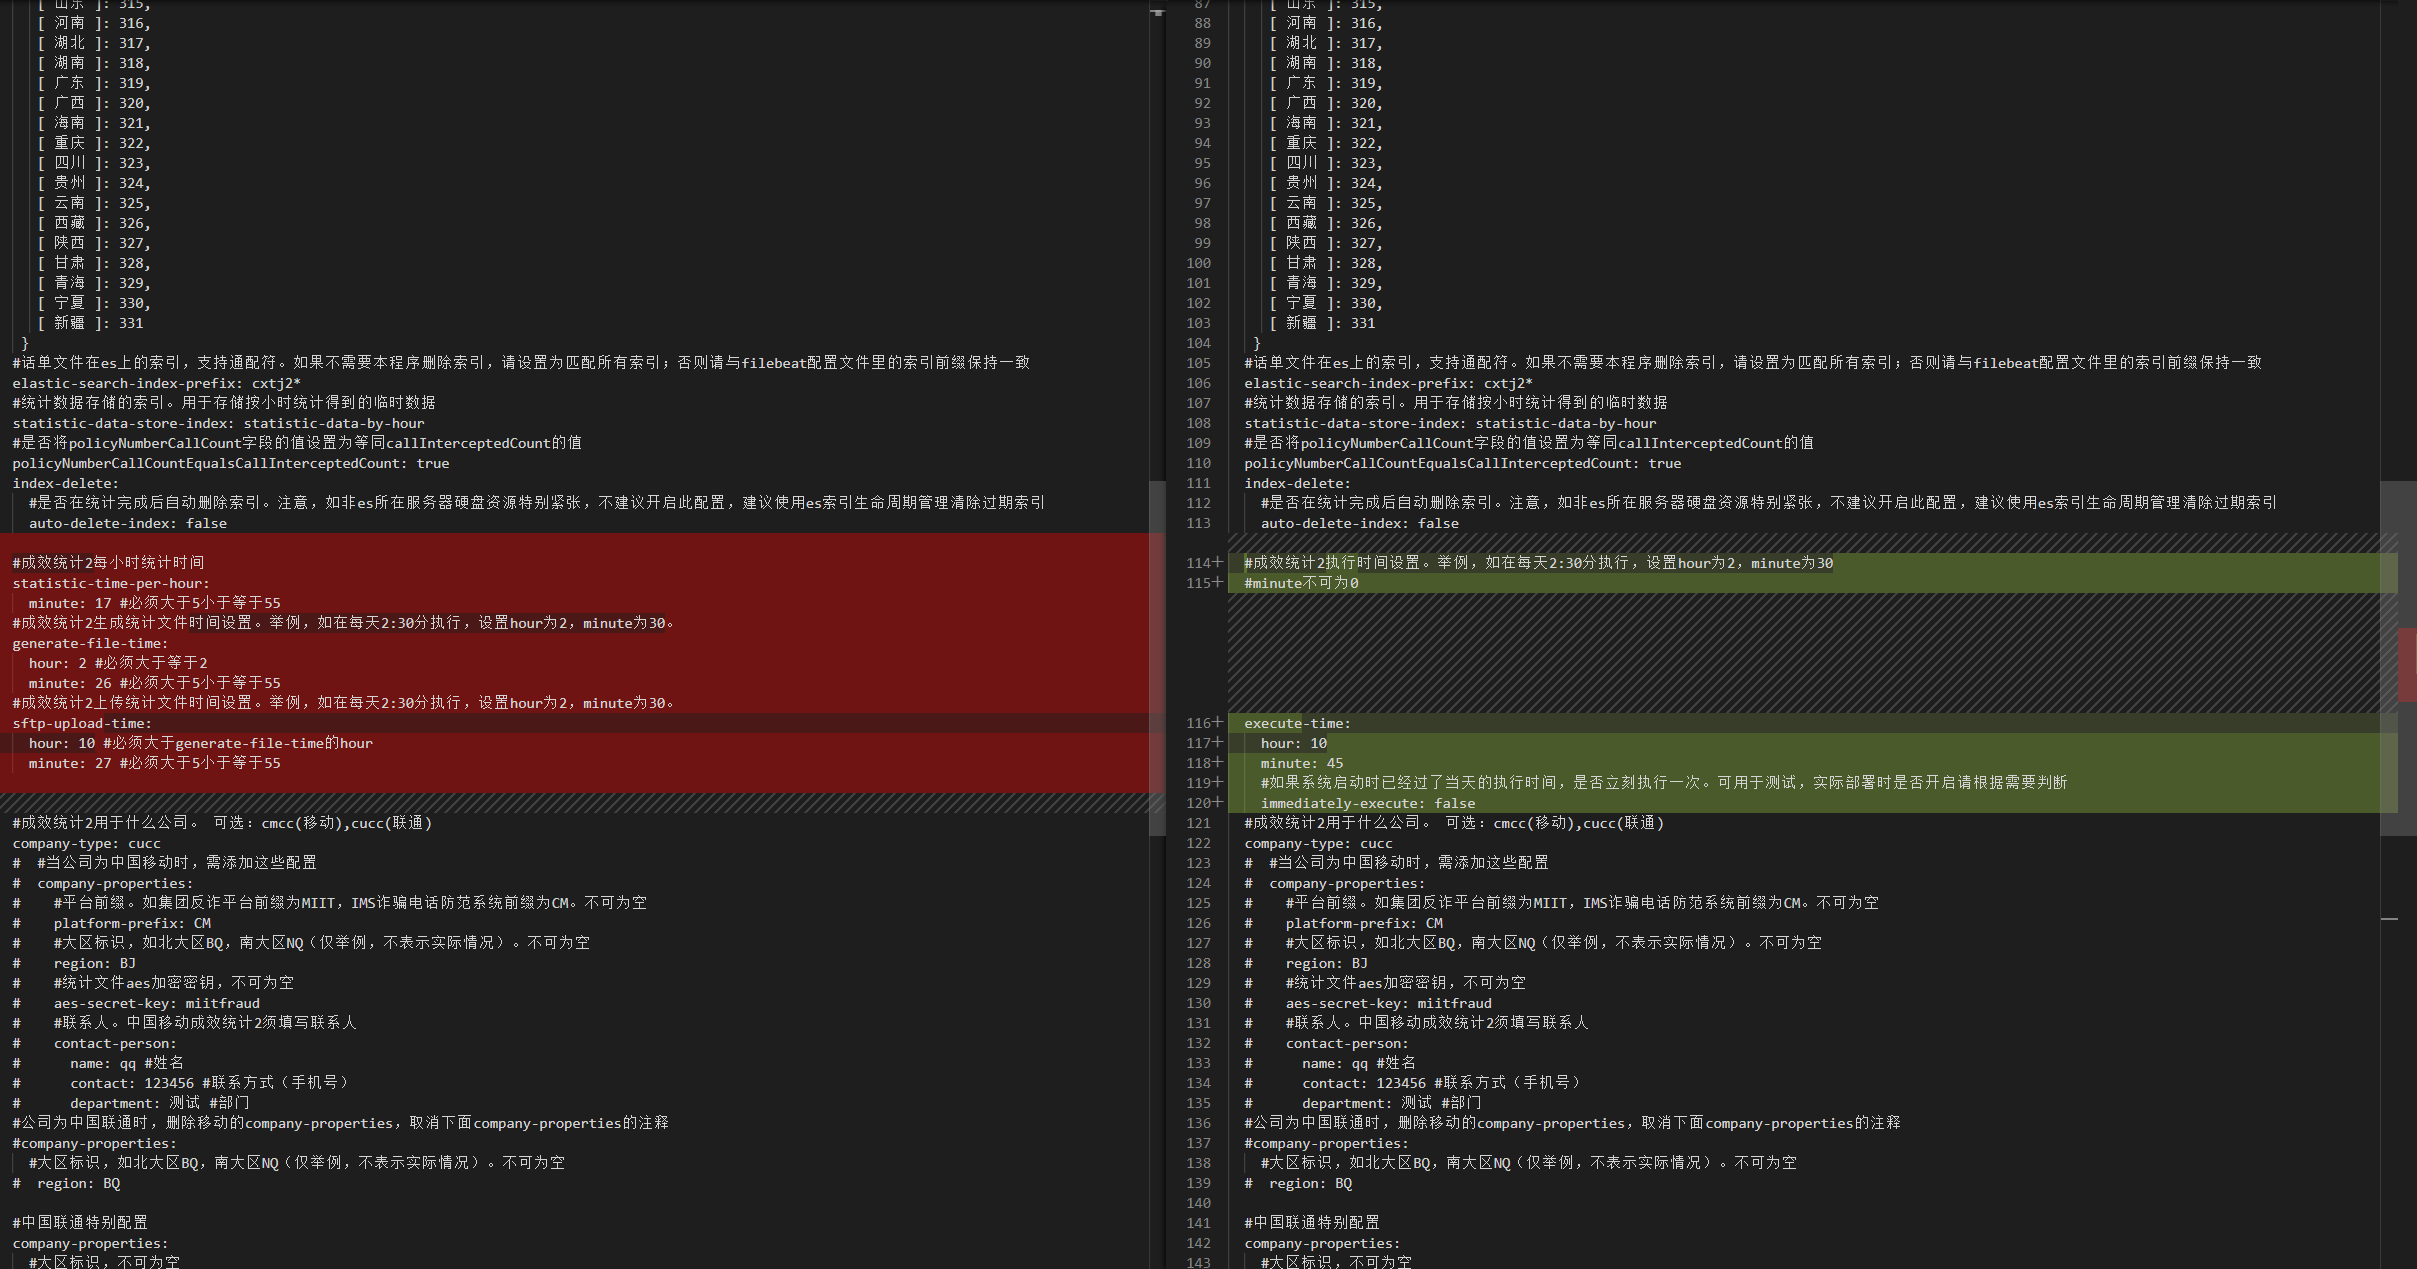 [ 山东 ]: 315,
[ 河南 ]: 316,
[ 湖北 ]: 317,
[ 湖南 ]: 318,
[ 广东 ]: 319,
[ 广西 ]: 320,
[ 海南 ]: 321,
[ 重庆 ]: 322,
[ 四川 ]: 323,
[ 贵州 ]: 324,
[ 云南 ]: 325,
[ 西藏 ]: 326,
[ 陕西 ]: 327,
[ 甘肃 ]: 328,
[ 青海 ]: 329,
[ 宁夏 ]: 330,
[ 新疆 ]: 331
}
#话单文件在es上的索引，支持通配符。如果不需要本程序删除索引，请设置为匹配所有索引；否则请与filebeat配置文件里的索引前缀保持一致
elastic-search-index-prefix: cxtj2*
#统计数据存储的索引。用于存储按小时统计得到的临时数据
statistic-data-store-index: statistic-data-by-hour
#是否将policyNumberCallCount字段的值设置为等同callInterceptedCount的值
policyNumberCallCountEqualsCallInterceptedCount: true
index-delete:
#是否在统计完成后自动删除索引。注意，如非es所在服务器硬盘资源特别紧张，不建议开启此配置，建议使用es索引生命周期管理清除过期索引
auto-delete-index: false
#成效统计2每小时统计时间
statistic-time-per-hour:
minute: 17 #必须大于5小于等于55
#成效统计2生成统计文件时间设置。举例，如在每天2:30分执行，设置hour为2，minute为30。
generate-file-time:
hour: 2 #必须大于等于2
minute: 26 #必须大于5小于等于55
#成效统计2上传统计文件时间设置。举例，如在每天2:30分执行，设置hour为2，minute为30。
sftp-upload-time:
hour: 10 #必须大于generate-file-time的hour
minute: 27 #必须大于5小于等于55
#成效统计2用于什么公司。 可选：cmcc(移动),cucc(联通)
company-type: cucc
#  #当公司为中国移动时，需添加这些配置
#  company-properties:
#    #平台前缀。如集团反诈平台前缀为MIIT，IMS诈骗电话防范系统前缀为CM。不可为空
#    platform-prefix: CM
#    #大区标识，如北大区BQ，南大区NQ（仅举例，不表示实际情况）。不可为空
#    region: BJ
#    #统计文件aes加密密钥，不可为空
#    aes-secret-key: miitfraud
#    #联系人。中国移动成效统计2须填写联系人
#    contact-person:
#      name: qq #姓名
#      contact: 123456 #联系方式（手机号）
#      department: 测试 #部门
#公司为中国联通时，删除移动的company-properties，取消下面company-properties的注释
#company-properties:
#大区标识，如北大区BQ，南大区NQ（仅举例，不表示实际情况）。不可为空
#  region: BQ
#中国联通特别配置
company-properties:
#大区标识，不可为空
87 [ 山东 ]: 315,
88 [ 河南 ]: 316,
89 [ 湖北 ]: 317,
90 [ 湖南 ]: 318,
91 [ 广东 ]: 319,
92 [ 广西 ]: 320,
93 [ 海南 ]: 321,
94 [ 重庆 ]: 322,
95 [ 四川 ]: 323,
96 [ 贵州 ]: 324,
97 [ 云南 ]: 325,
98 [ 西藏 ]: 326,
99 [ 陕西 ]: 327,
100 [ 甘肃 ]: 328,
101 [ 青海 ]: 329,
102 [ 宁夏 ]: 330,
103 [ 新疆 ]: 331
104 }
105 #话单文件在es上的索引，支持通配符。如果不需要本程序删除索引，请设置为匹配所有索引；否则请与filebeat配置文件里的索引前缀保持一致
106 elastic-search-index-prefix: cxtj2*
107 #统计数据存储的索引。用于存储按小时统计得到的临时数据
108 statistic-data-store-index: statistic-data-by-hour
109 #是否将policyNumberCallCount字段的值设置为等同callInterceptedCount的值
110 policyNumberCallCountEqualsCallInterceptedCount: true
111 index-delete:
112 #是否在统计完成后自动删除索引。注意，如非es所在服务器硬盘资源特别紧张，不建议开启此配置，建议使用es索引生命周期管理清除过期索引
113 auto-delete-index: false
114+ #成效统计2执行时间设置。举例，如在每天2:30分执行，设置hour为2，minute为30
115+ #minute不可为0
116+ execute-time:
117+ hour: 10
118+ minute: 45
119+ #如果系统启动时已经过了当天的执行时间，是否立刻执行一次。可用于测试，实际部署时是否开启请根据需要判断
120+ immediately-execute: false
121 #成效统计2用于什么公司。 可选：cmcc(移动),cucc(联通)
122 company-type: cucc
123 #  #当公司为中国移动时，需添加这些配置
124 #  company-properties:
125 #    #平台前缀。如集团反诈平台前缀为MIIT，IMS诈骗电话防范系统前缀为CM。不可为空
126 #    platform-prefix: CM
127 #    #大区标识，如北大区BQ，南大区NQ（仅举例，不表示实际情况）。不可为空
128 #    region: BJ
129 #    #统计文件aes加密密钥，不可为空
130 #    aes-secret-key: miitfraud
131 #    #联系人。中国移动成效统计2须填写联系人
132 #    contact-person:
133 #      name: qq #姓名
134 #      contact: 123456 #联系方式（手机号）
135 #      department: 测试 #部门
136 #公司为中国联通时，删除移动的company-properties，取消下面company-properties的注释
137 #company-properties:
138 #大区标识，如北大区BQ，南大区NQ（仅举例，不表示实际情况）。不可为空
139 #  region: BQ
140
141 #中国联通特别配置
142 company-properties:
143 #大区标识，不可为空